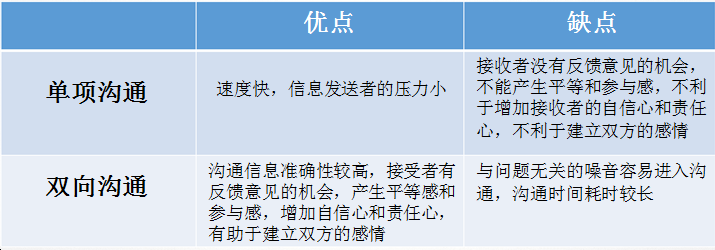 优点
缺点
单项沟通
速度快，信息发送者的压力小
接收者没有反馈意见的机会，
不能产生平等和参与感，不利
于增加接收者的自信心和责任
心，不利于建立双方的感情
双向沟通
沟通信息准确性较高，接受者有
反馈意见的机会，产生平等感和
参与感，增加自信心和责任心，
有助于建立双方的感情
与问题无关的噪音容易进入沟
通，沟通时间耗时较长